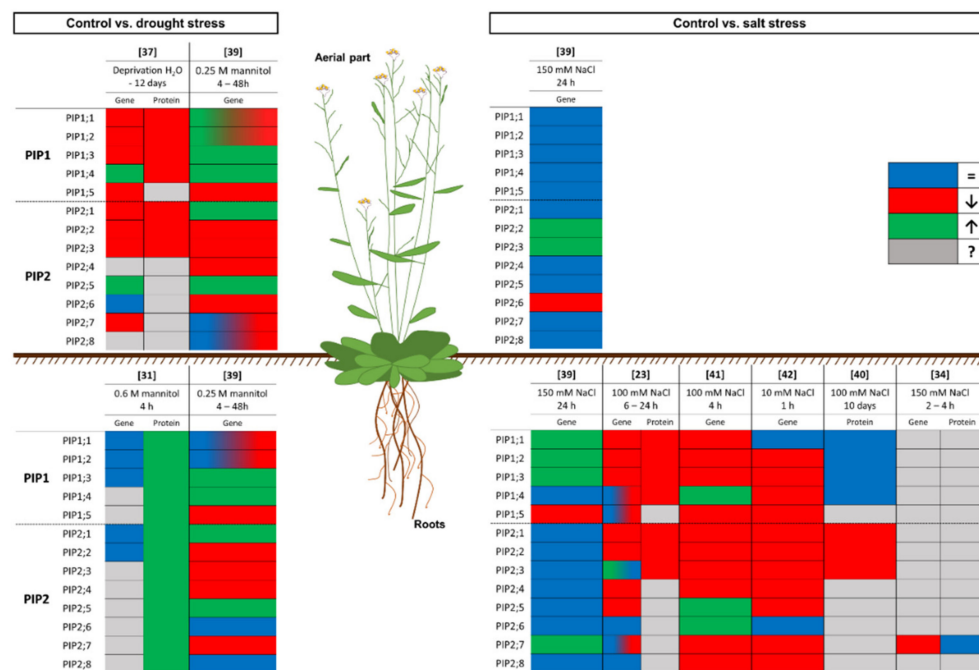 Control vs. drought stress
Control vs. salt stress
[37] [39]
Deprivation H₂O 0.25 M mannitol
- 12 days 4 – 48h
Gene Protein Gene
Aerial part
[39]
150 mM NaCl
24 h
Gene
PIP1
PIP1;1
PIP1;2
PIP1;3
PIP1;4
PIP1;5
PIP2
PIP2;1
PIP2;2
PIP2;3
PIP2;4
PIP2;5
PIP2;6
PIP2;7
PIP2;8
PIP1;1
PIP1;2
PIP1;3
PIP1;4
PIP1;5
PIP2;1
PIP2;2
PIP2;3
PIP2;4
PIP2;5
PIP2;6
PIP2;7
PIP2;8
=
↓
↑
?
[31] [39]
0.6 M mannitol 0.25 M mannitol
4 h 4 – 48h
Gene Protein Gene
PIP1
PIP1;1
PIP1;2
PIP1;3
PIP1;4
PIP1;5
PIP2
PIP2;1
PIP2;2
PIP2;3
PIP2;4
PIP2;5
PIP2;6
PIP2;7
PIP2;8
Roots
[39] [23] [41] [42] [40] [34]
150 mM NaCl 100 mM NaCl 100 mM NaCl 10 mM NaCl 100 mM NaCl 150 mM NaCl
24 h 6 – 24 h 4 h 1 h 10 days 2 – 4 h
Gene Gene Protein Gene Gene Protein Gene Protein
PIP1;1
PIP1;2
PIP1;3
PIP1;4
PIP1;5
PIP2;1
PIP2;2
PIP2;3
PIP2;4
PIP2;5
PIP2;6
PIP2;7
PIP2;8